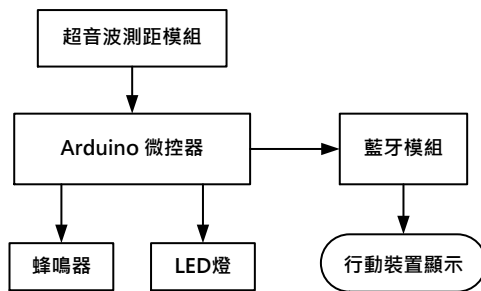 超音波測距模組
Arduino 微控器
藍牙模組
蜂鳴器
LED燈
行動裝置顯示